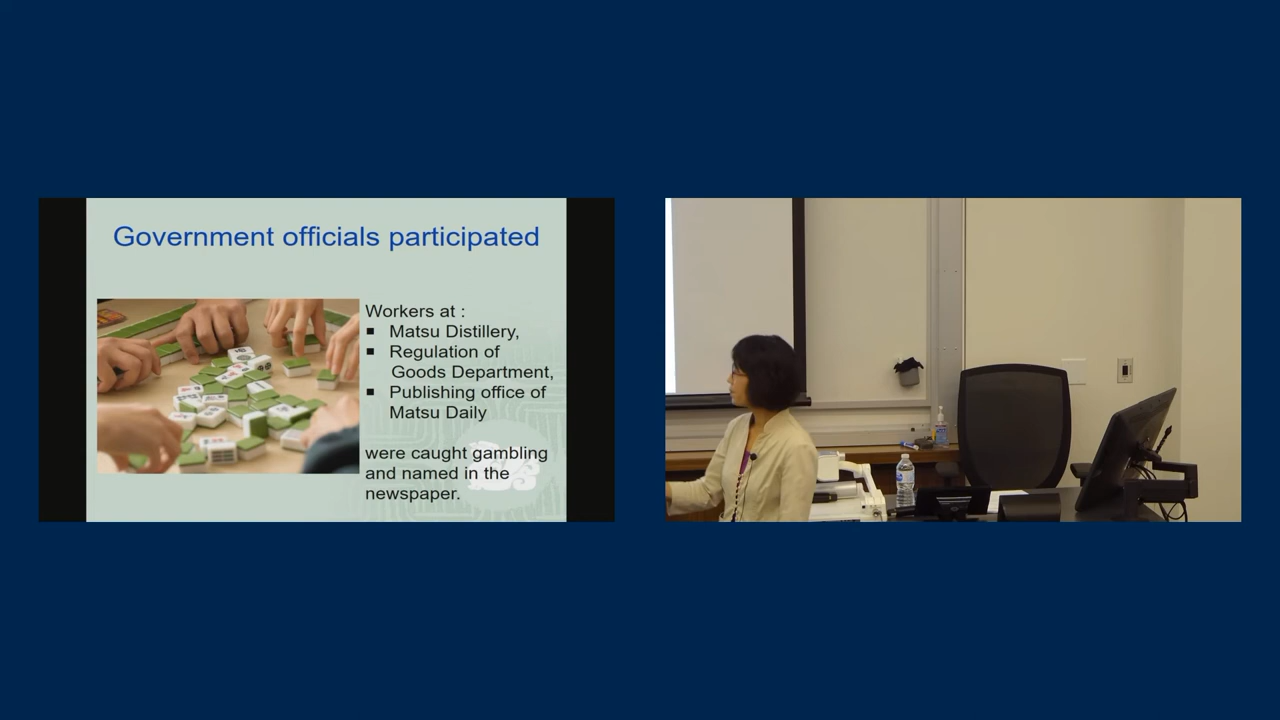 Government officials participated
Workers at :
▪ Matsu Distillery,
▪ Regulation of
Goods Department,
▪ Publishing office of
Matsu Daily
were caught gambling
and named in the
newspaper.